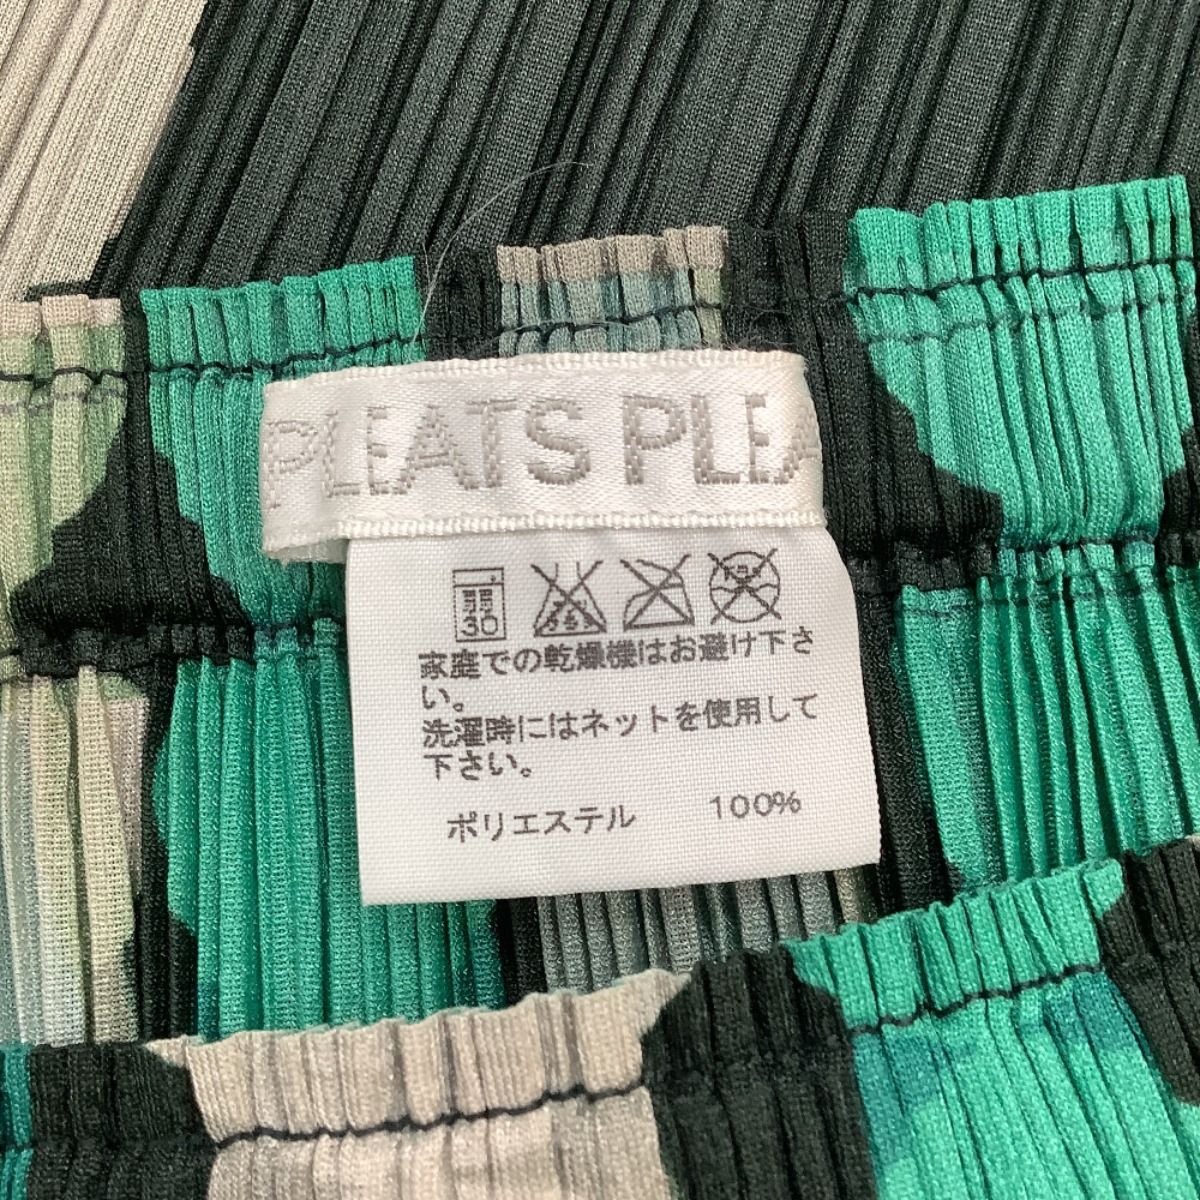 PLEATS PLEA
弱
30
家庭での乾燥機はお避け下さ
い。
洗濯時にはネットを使用して
下さい。
ポリエステル 100%